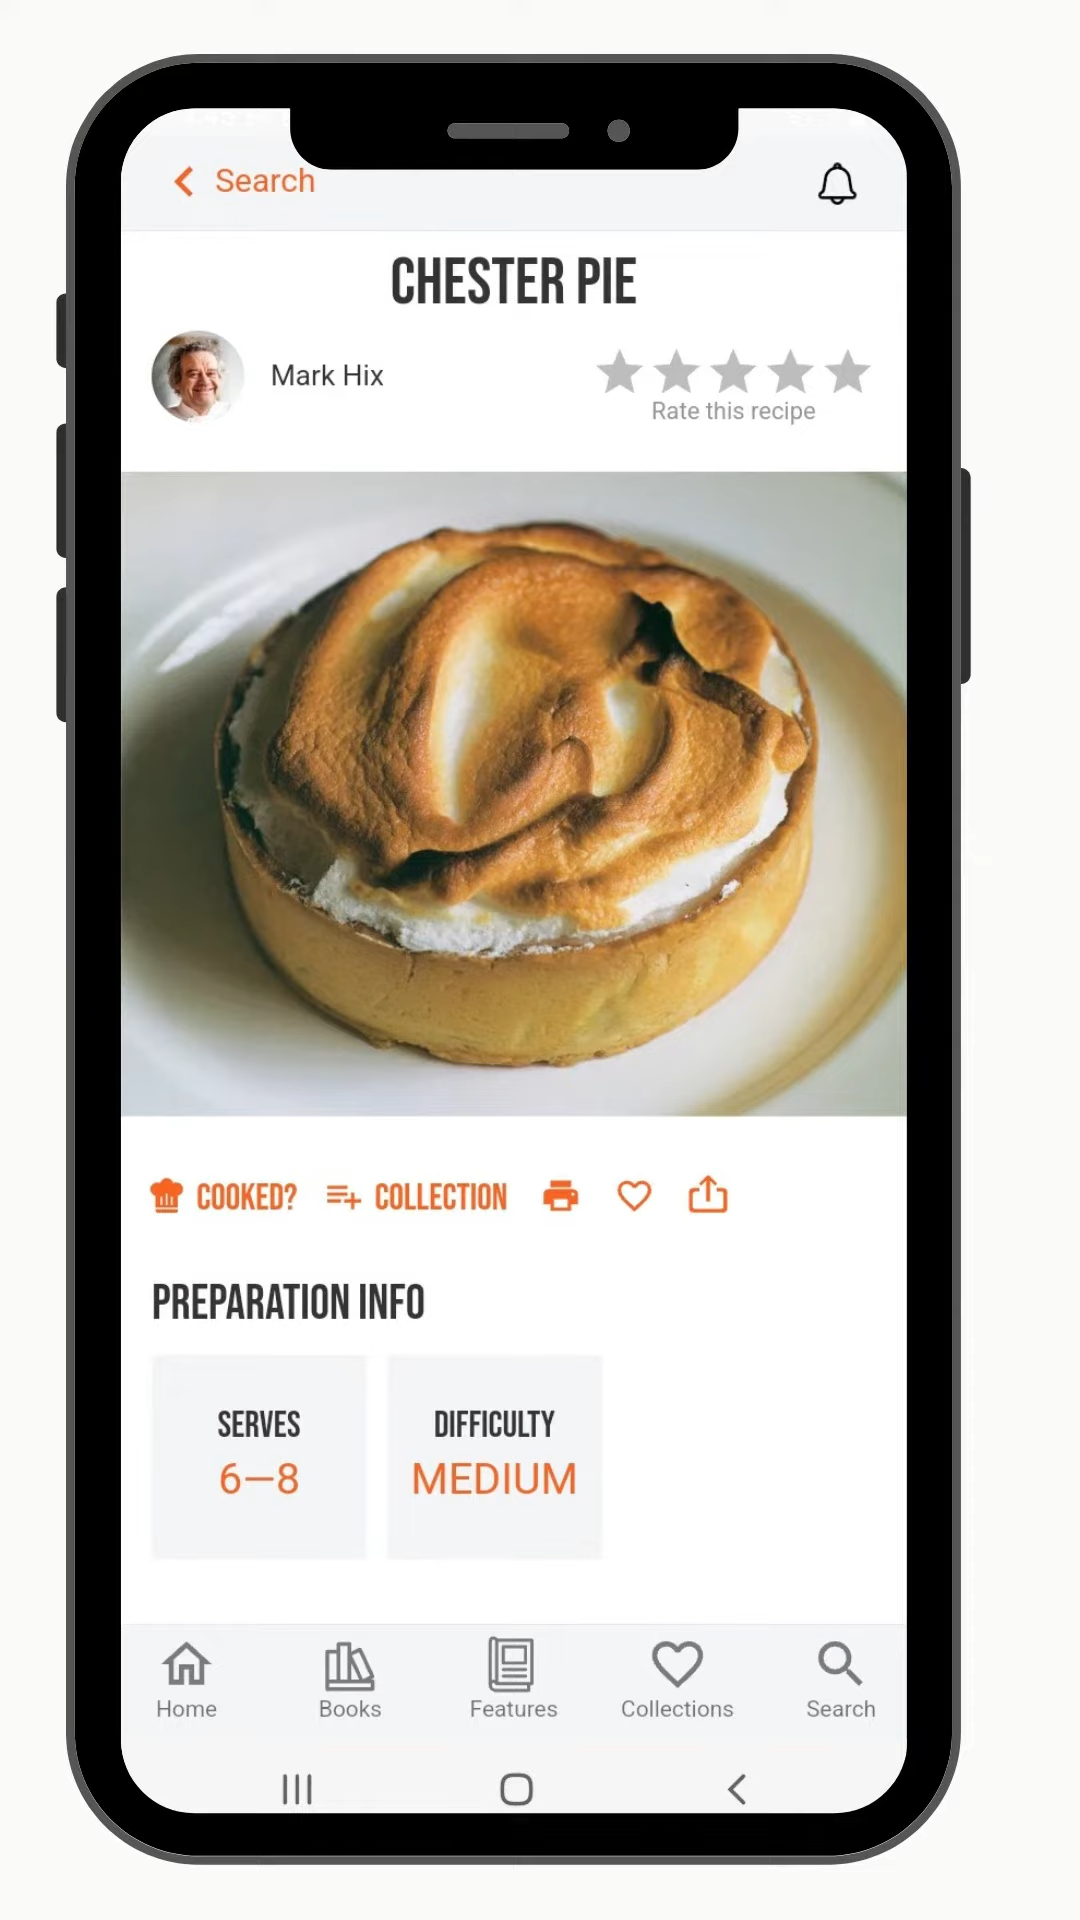 Search
CHESTER PIE
Mark Hix
Rate this recipe
COOKED?
COLLECTION
PREPARATION INFO
SERVES
6—8
DIFFICULTY
MEDIUM
Home
Books
Features
Collections
Search